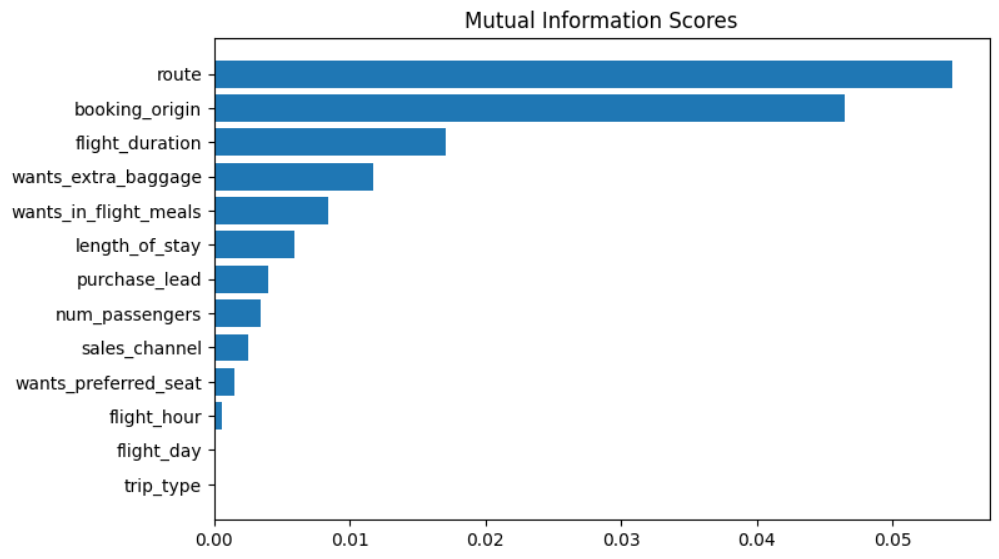 Mutual Information Scores
route
booking_origin
flight_duration
wants_extra_baggage
wants_in_flight_meals
length_of_stay
purchase_lead
num_passengers
sales_channel
wants_preferred_seat
flight_hour
flight_day
trip_type
0.00 0.01 0.02 0.03 0.04 0.05